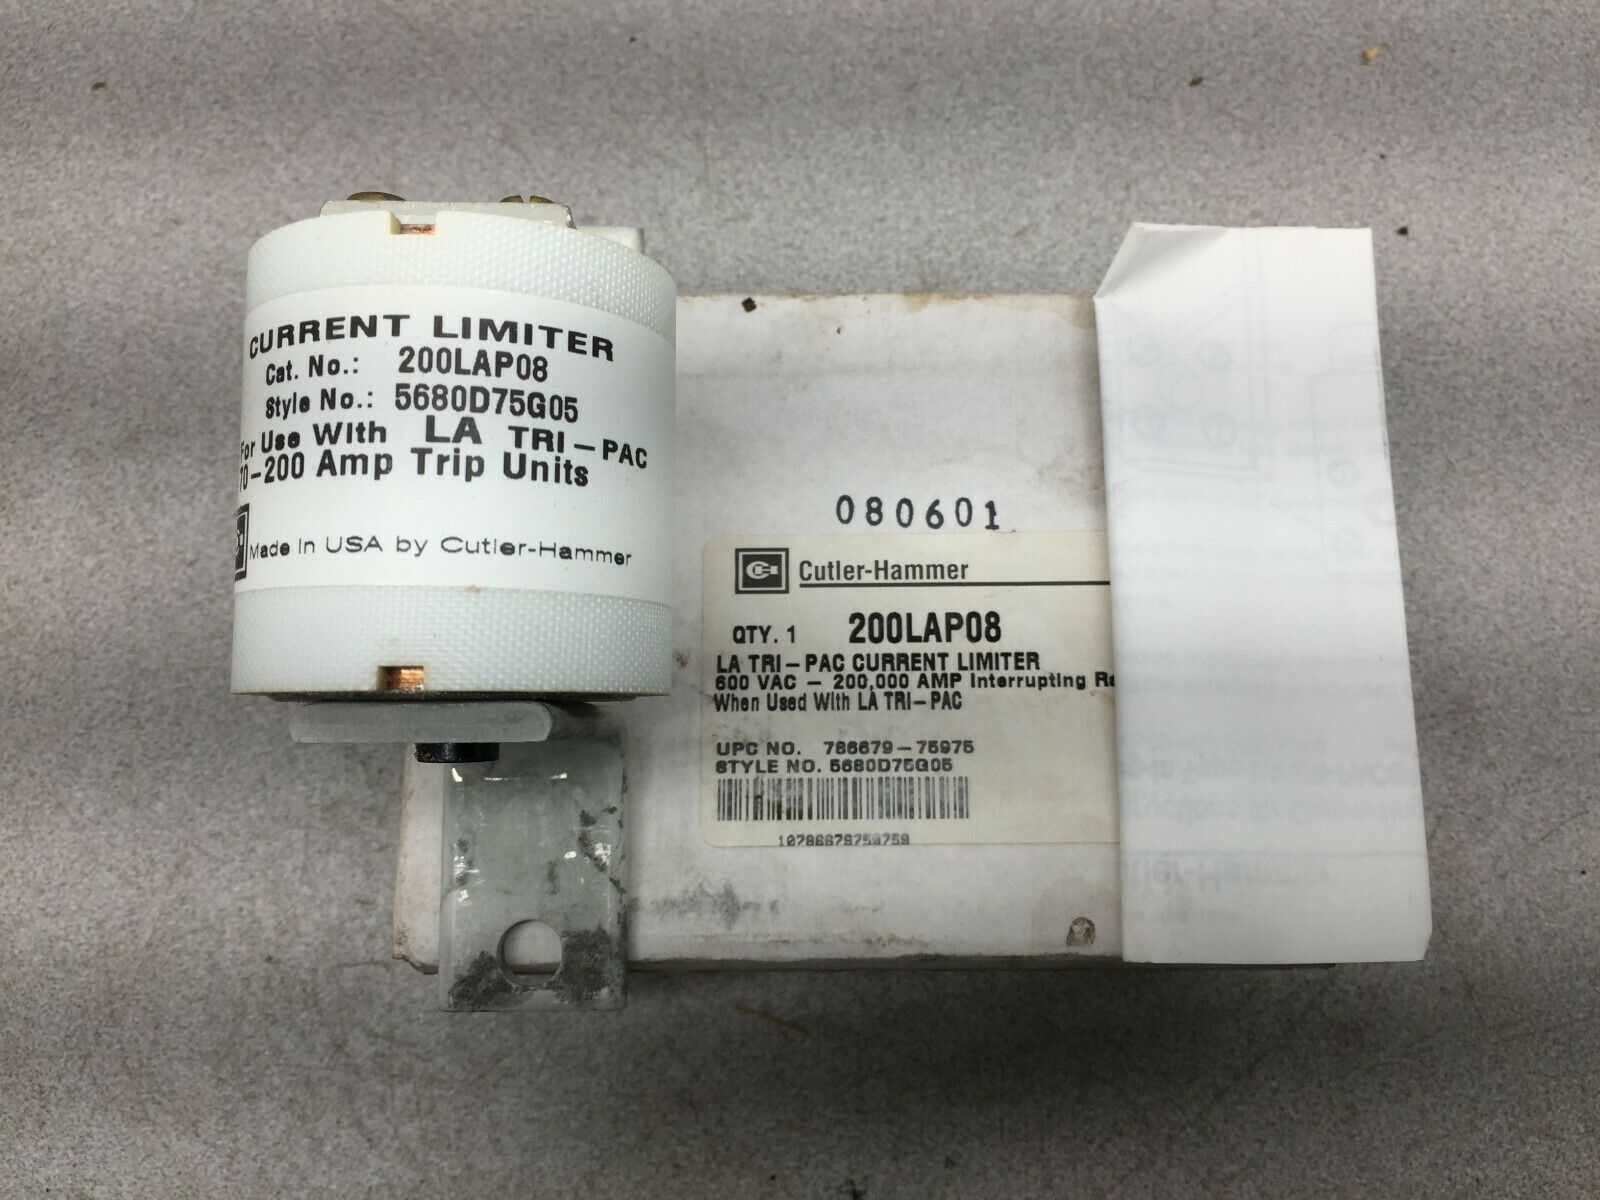 CURRENT LIMITER
Cat. No.: 200LAP08
Style No.: 5680D75G05
For Use With LA TRI-PAC
70-200 Amp Trip Units
Made In USA by Cutler-Hammer
080601
Cutler-Hammer
QTY. 1 200LAP08
LA TRI-PAC CURRENT LIMITER
600 VAC - 200,000 AMP Interrupting
When Used With LA TRI-PAC
UPC NO. 786679-75975
STYLE NO. 5680D75G05